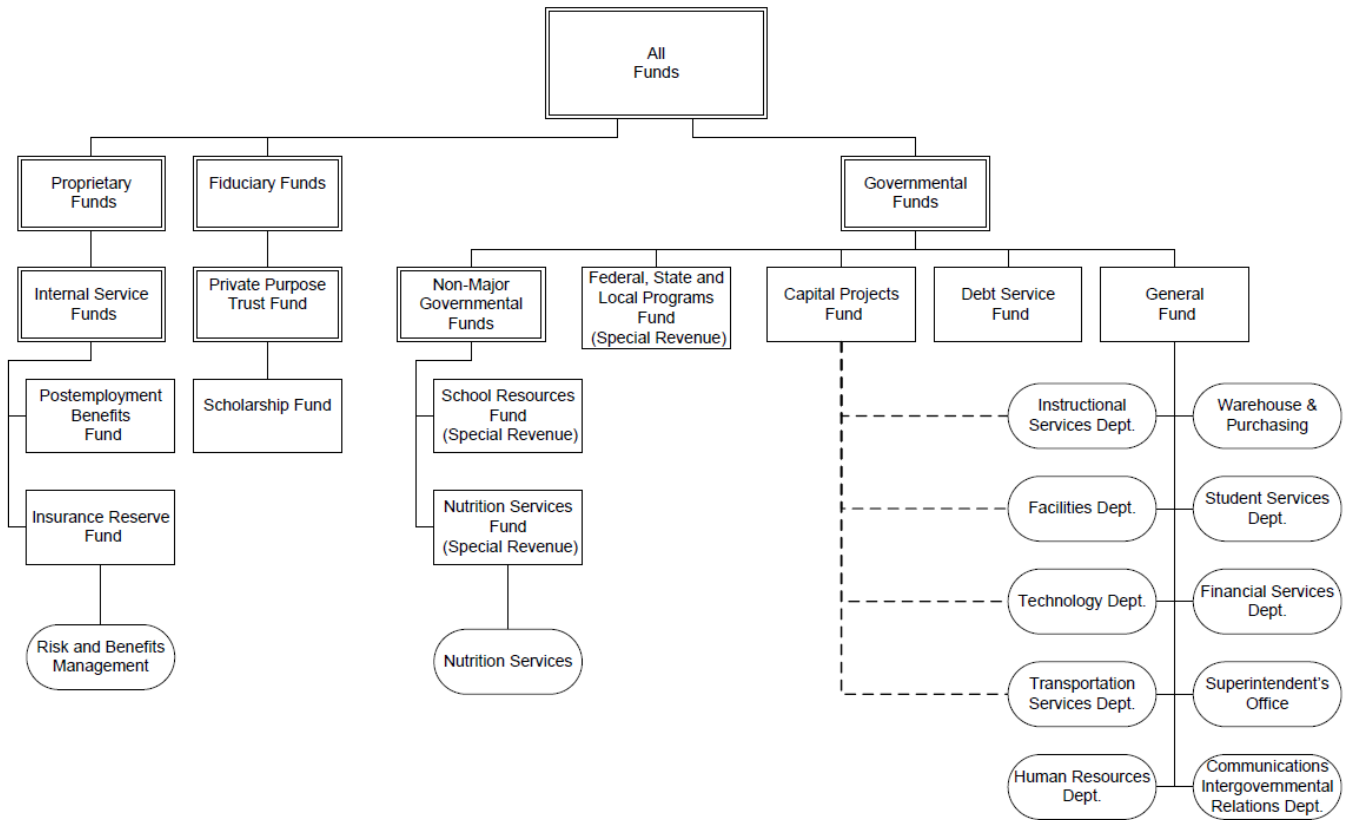 All
Funds
Proprietary
Funds
Fiduciary Funds
Governmental
Funds
Internal Service
Funds
Private Purpose
Trust Fund
Non-Major
Governmental
Funds
Federal, State and
Local Programs
Fund
(Special Revenue)
Capital Projects
Fund
Debt Service
Fund
General
Fund
Postemployment
Benefits
Fund
Scholarship Fund
School Resources
Fund
(Special Revenue)
Instructional
Services Dept.
Warehouse &
Purchasing
Insurance Reserve
Fund
Nutrition Services
Fund
(Special Revenue)
Facilities Dept.
Student Services
Dept.
Technology Dept.
Financial Services
Dept.
Risk and Benefits
Management
Nutrition Services
Transportation
Services Dept.
Superintendent's
Office
Human Resources
Dept.
Communications
Intergovernmental
Relations Dept.